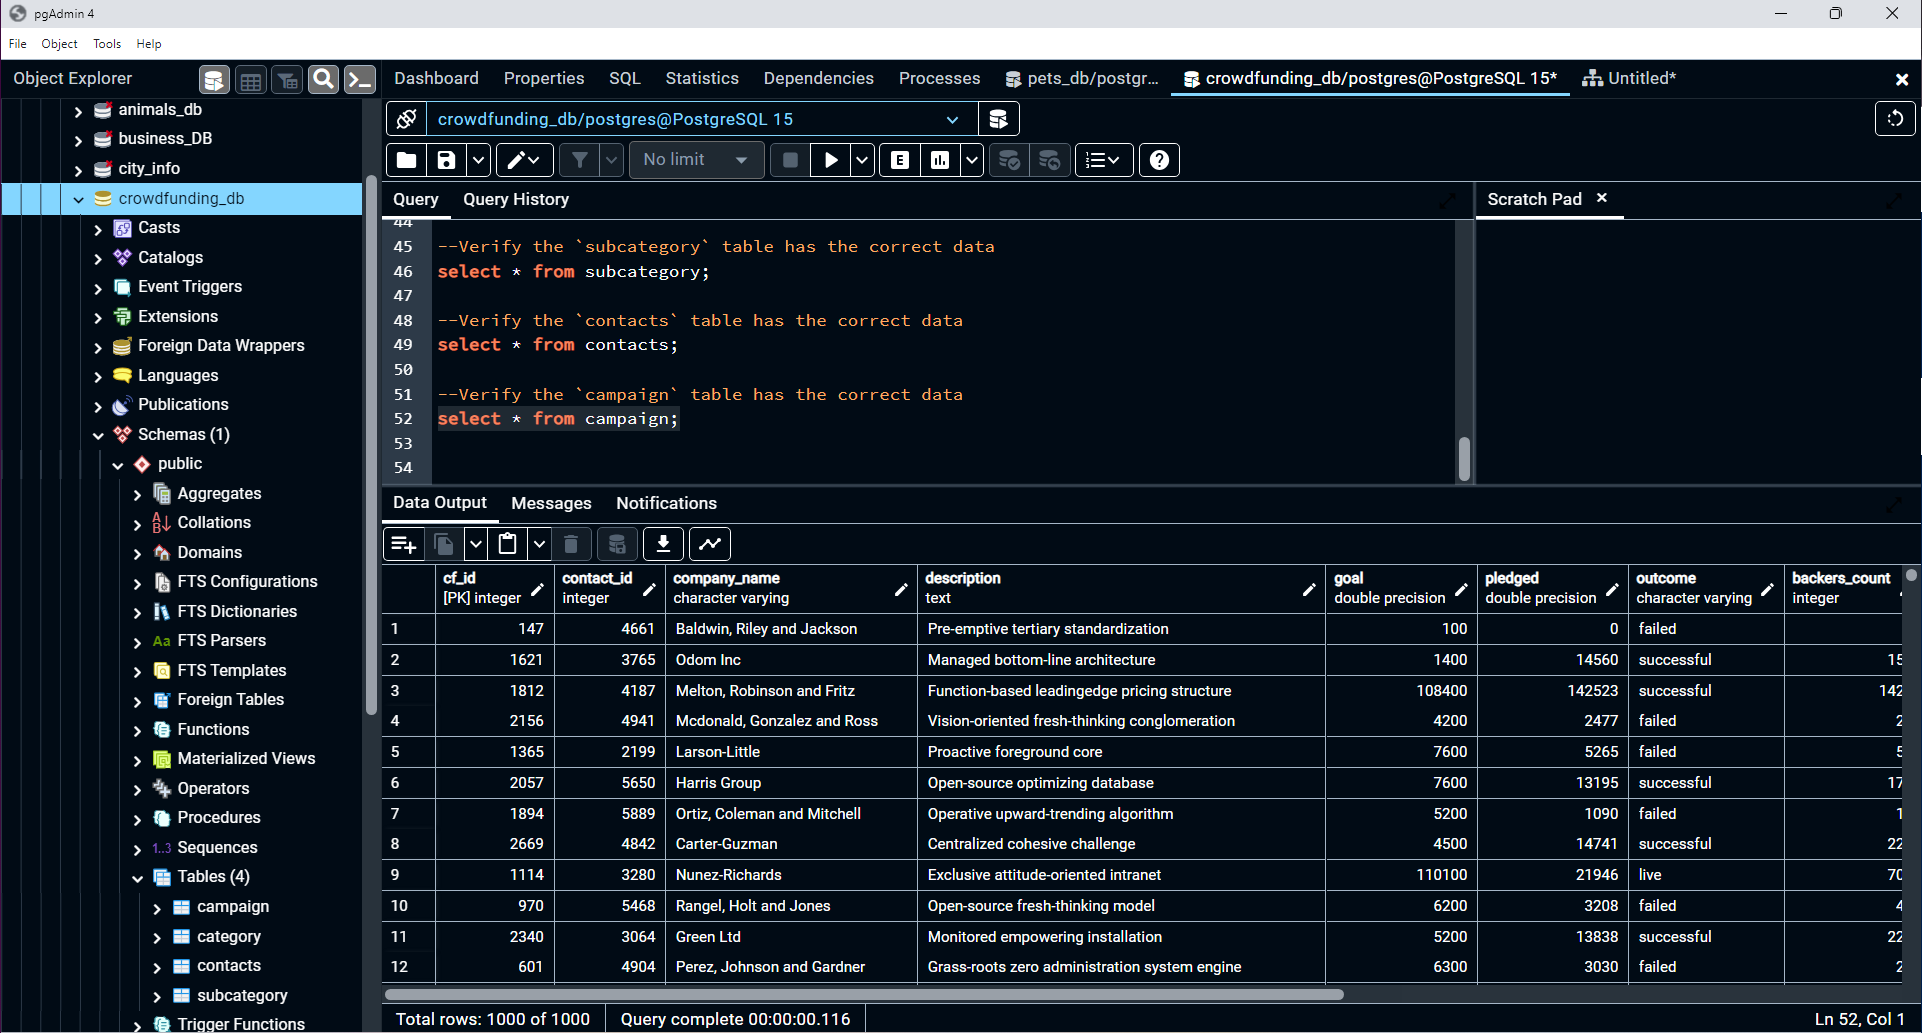 pgAdmin 4
File Object Tools Help
Object Explorer
Dashboard Properties SQL Statistics Dependencies Processes pets_db/postgr... crowdfunding_db/postgres@PostgreSQL 15* Untitled*
animals_db
business_DB
city_info
crowdfunding_db
Casts
Catalogs
Event Triggers
Extensions
Foreign Data Wrappers
Languages
Publications
Schemas (1)
public
Aggregates
Collations
Domains
FTS Configurations
FTS Dictionaries
Aa FTS Parsers
FTS Templates
Foreign Tables
Functions
Materialized Views
Operators
Procedures
1..3 Sequences
Tables (4)
campaign
category
contacts
subcategory
Trigger Functions
crowdfunding_db/postgres@PostgreSQL 15
No limit
E
Query Query History
Scratch Pad
44
45 --Verify the `subcategory` table has the correct data
46 select * from subcategory;
47
48 --Verify the `contacts` table has the correct data
49 select * from contacts;
50
51 --Verify the `campaign` table has the correct data
52 select * from campaign;
53
54
Data Output Messages Notifications
cf_id contact_id company_name description goal pledged outcome backers_count
[PK] integer integer character varying text double precision double precision character varying integer
1 147 4661 Baldwin, Riley and Jackson Pre-emptive tertiary standardization 100 0 failed
2 1621 3765 Odom Inc Managed bottom-line architecture 1400 14560 successful 15
3 1812 4187 Melton, Robinson and Fritz Function-based leadingedge pricing structure 108400 142523 successful 142
4 2156 4941 Mcdonald, Gonzalez and Ross Vision-oriented fresh-thinking conglomeration 4200 2477 failed 2
5 1365 2199 Larson-Little Proactive foreground core 7600 5265 failed 5
6 2057 5650 Harris Group Open-source optimizing database 7600 13195 successful 17
7 1894 5889 Ortiz, Coleman and Mitchell Operative upward-trending algorithm 5200 1090 failed 1
8 2669 4842 Carter-Guzman Centralized cohesive challenge 4500 14741 successful 22
9 1114 3280 Nunez-Richards Exclusive attitude-oriented intranet 110100 21946 live 70
10 970 5468 Rangel, Holt and Jones Open-source fresh-thinking model 6200 3208 failed 4
11 2340 3064 Green Ltd Monitored empowering installation 5200 13838 successful 22
12 601 4904 Perez, Johnson and Gardner Grass-roots zero administration system engine 6300 3030 failed 2
Total rows: 1000 of 1000 Query complete 00:00:00.116 Ln 52, Col 1